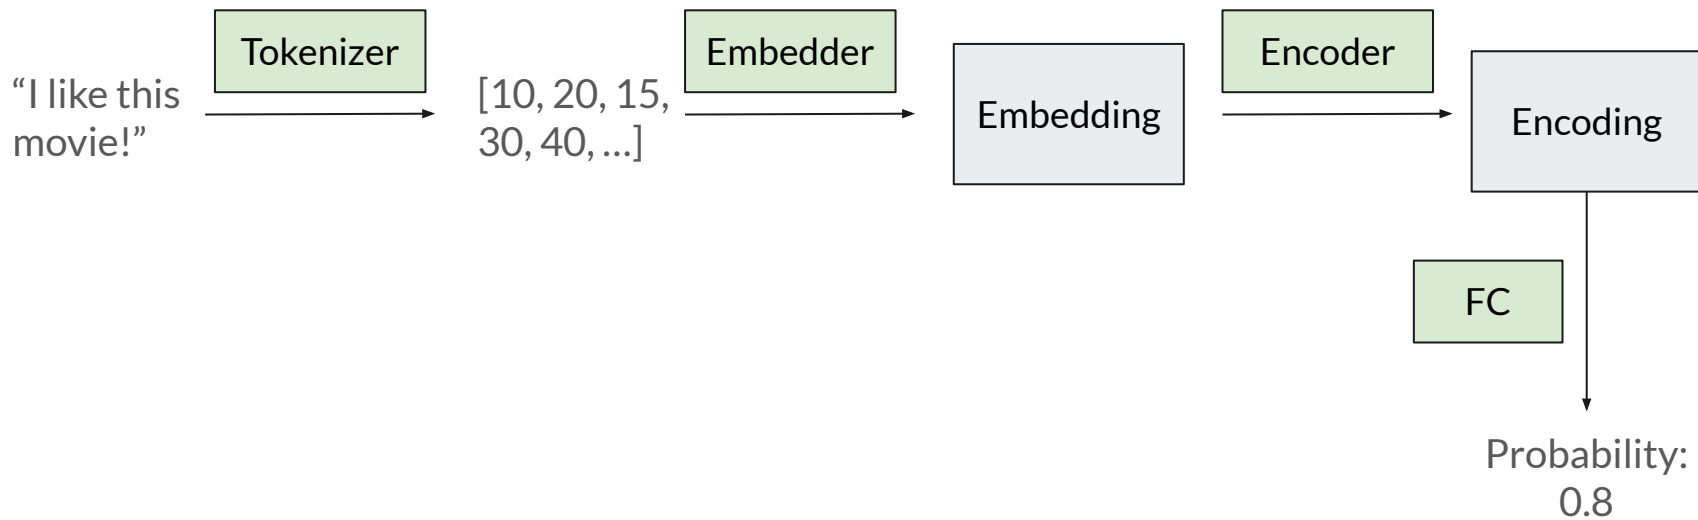 Tokenizer
Embedder
Encoder
“I like this
movie!”
[10, 20, 15,
30, 40, ...]
Embedding
Encoding
FC
Probability:
0.8